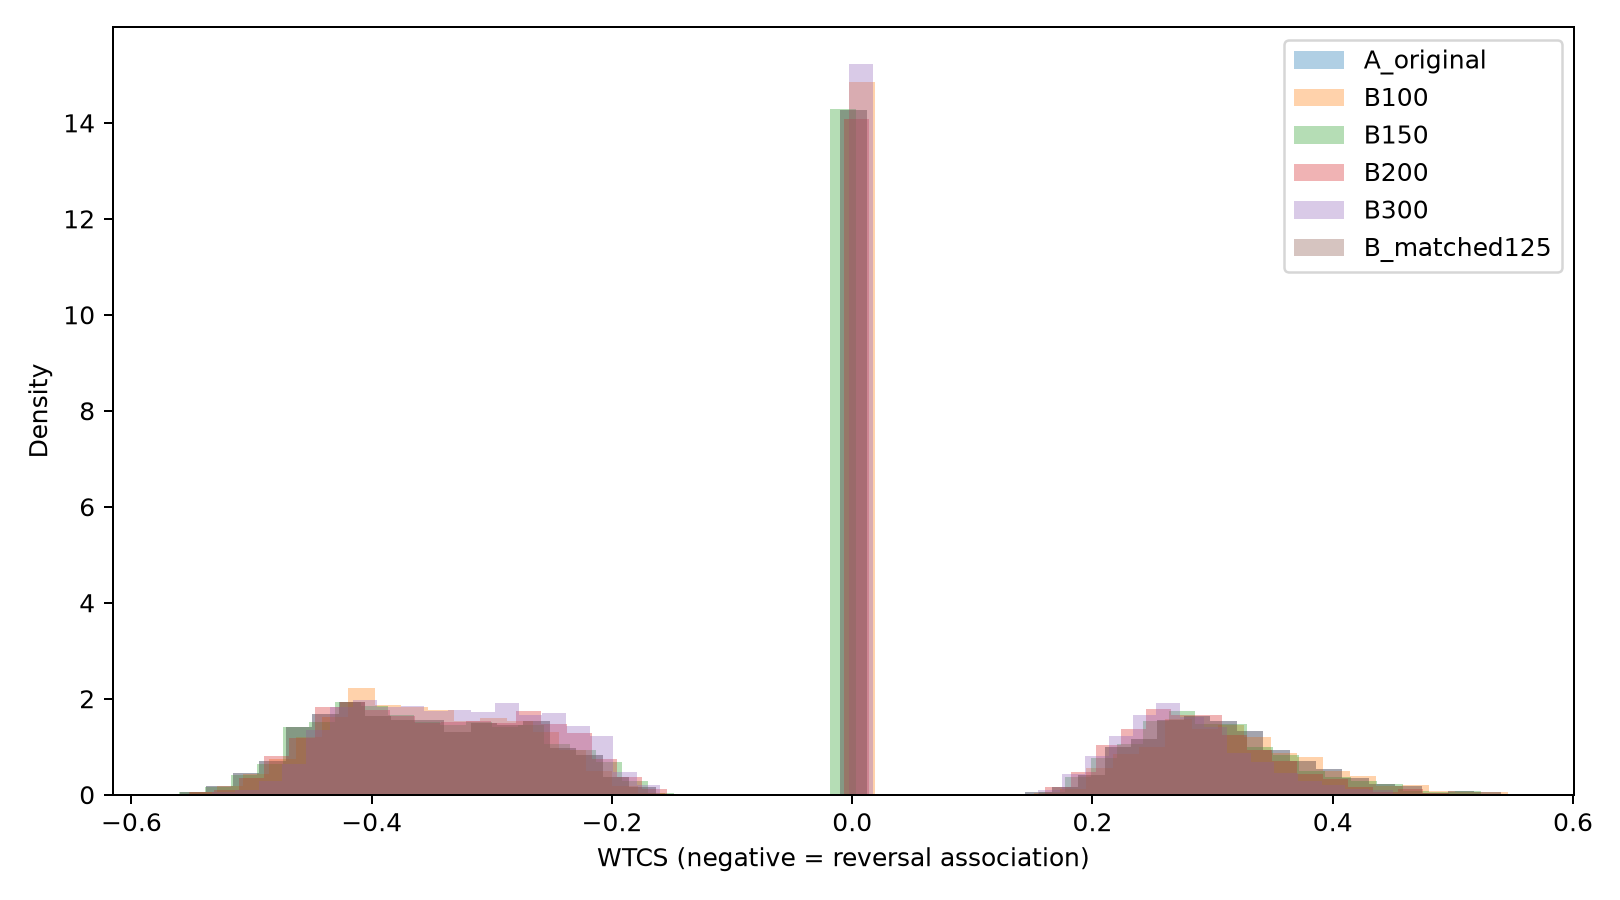 A_original
B100
B150
B200
B300
B_matched125
Density
14
12
10
8
6
4
2
0
−0.6
−0.4
−0.2
0.0
0.2
0.4
0.6
WTCS (negative = reversal association)